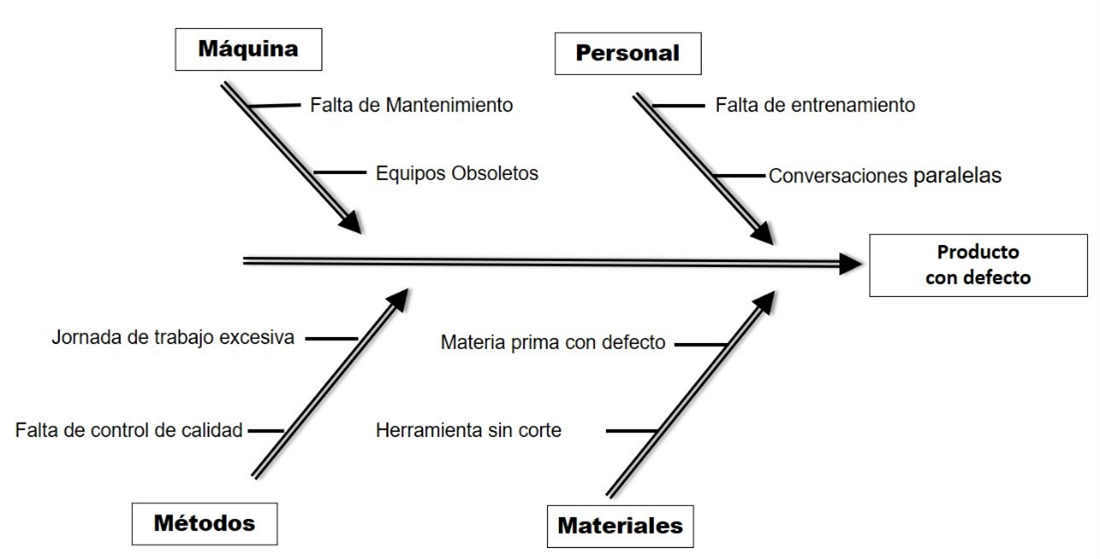 Máquina
Personal
Falta de Mantenimiento
Falta de entrenamiento
Equipos Obsoletos
Conversaciones paralelas
Producto
con defecto
Jornada de trabajo excesiva
Materia prima con defecto
Falta de control de calidad
Herramienta sin corte
Métodos
Materiales